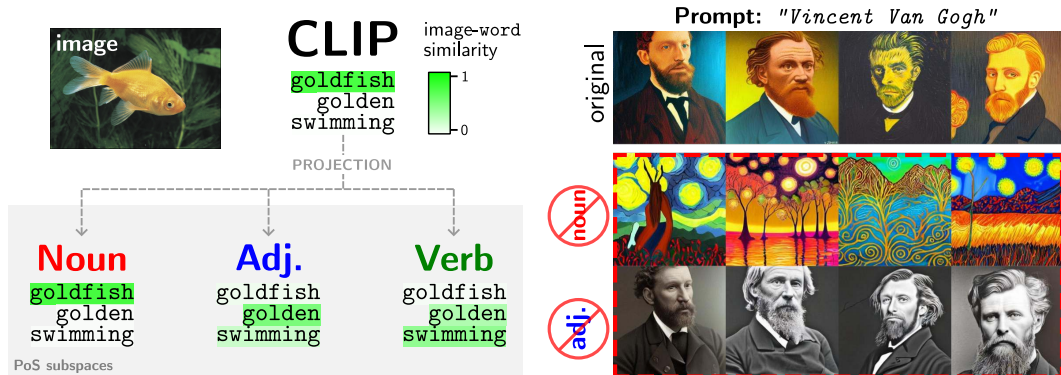 image
CLIP
goldfish
golden
swimming
image-word
similarity
1
0
PROJECTION
Noun
goldfish
golden
swimming
Adj.
goldfish
golden
swimming
Verb
goldfish
golden
swimming
PoS subspaces
Prompt: "Vincent Van Gogh"
original
noun
adj.